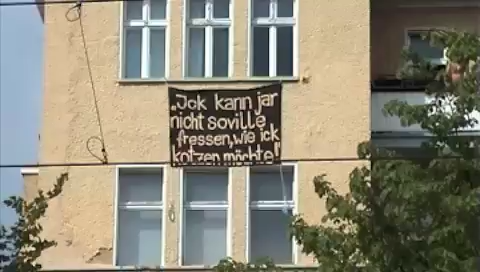 „Ick kann jar
nicht soville
fressen, wie ick
kotzen möchte!"